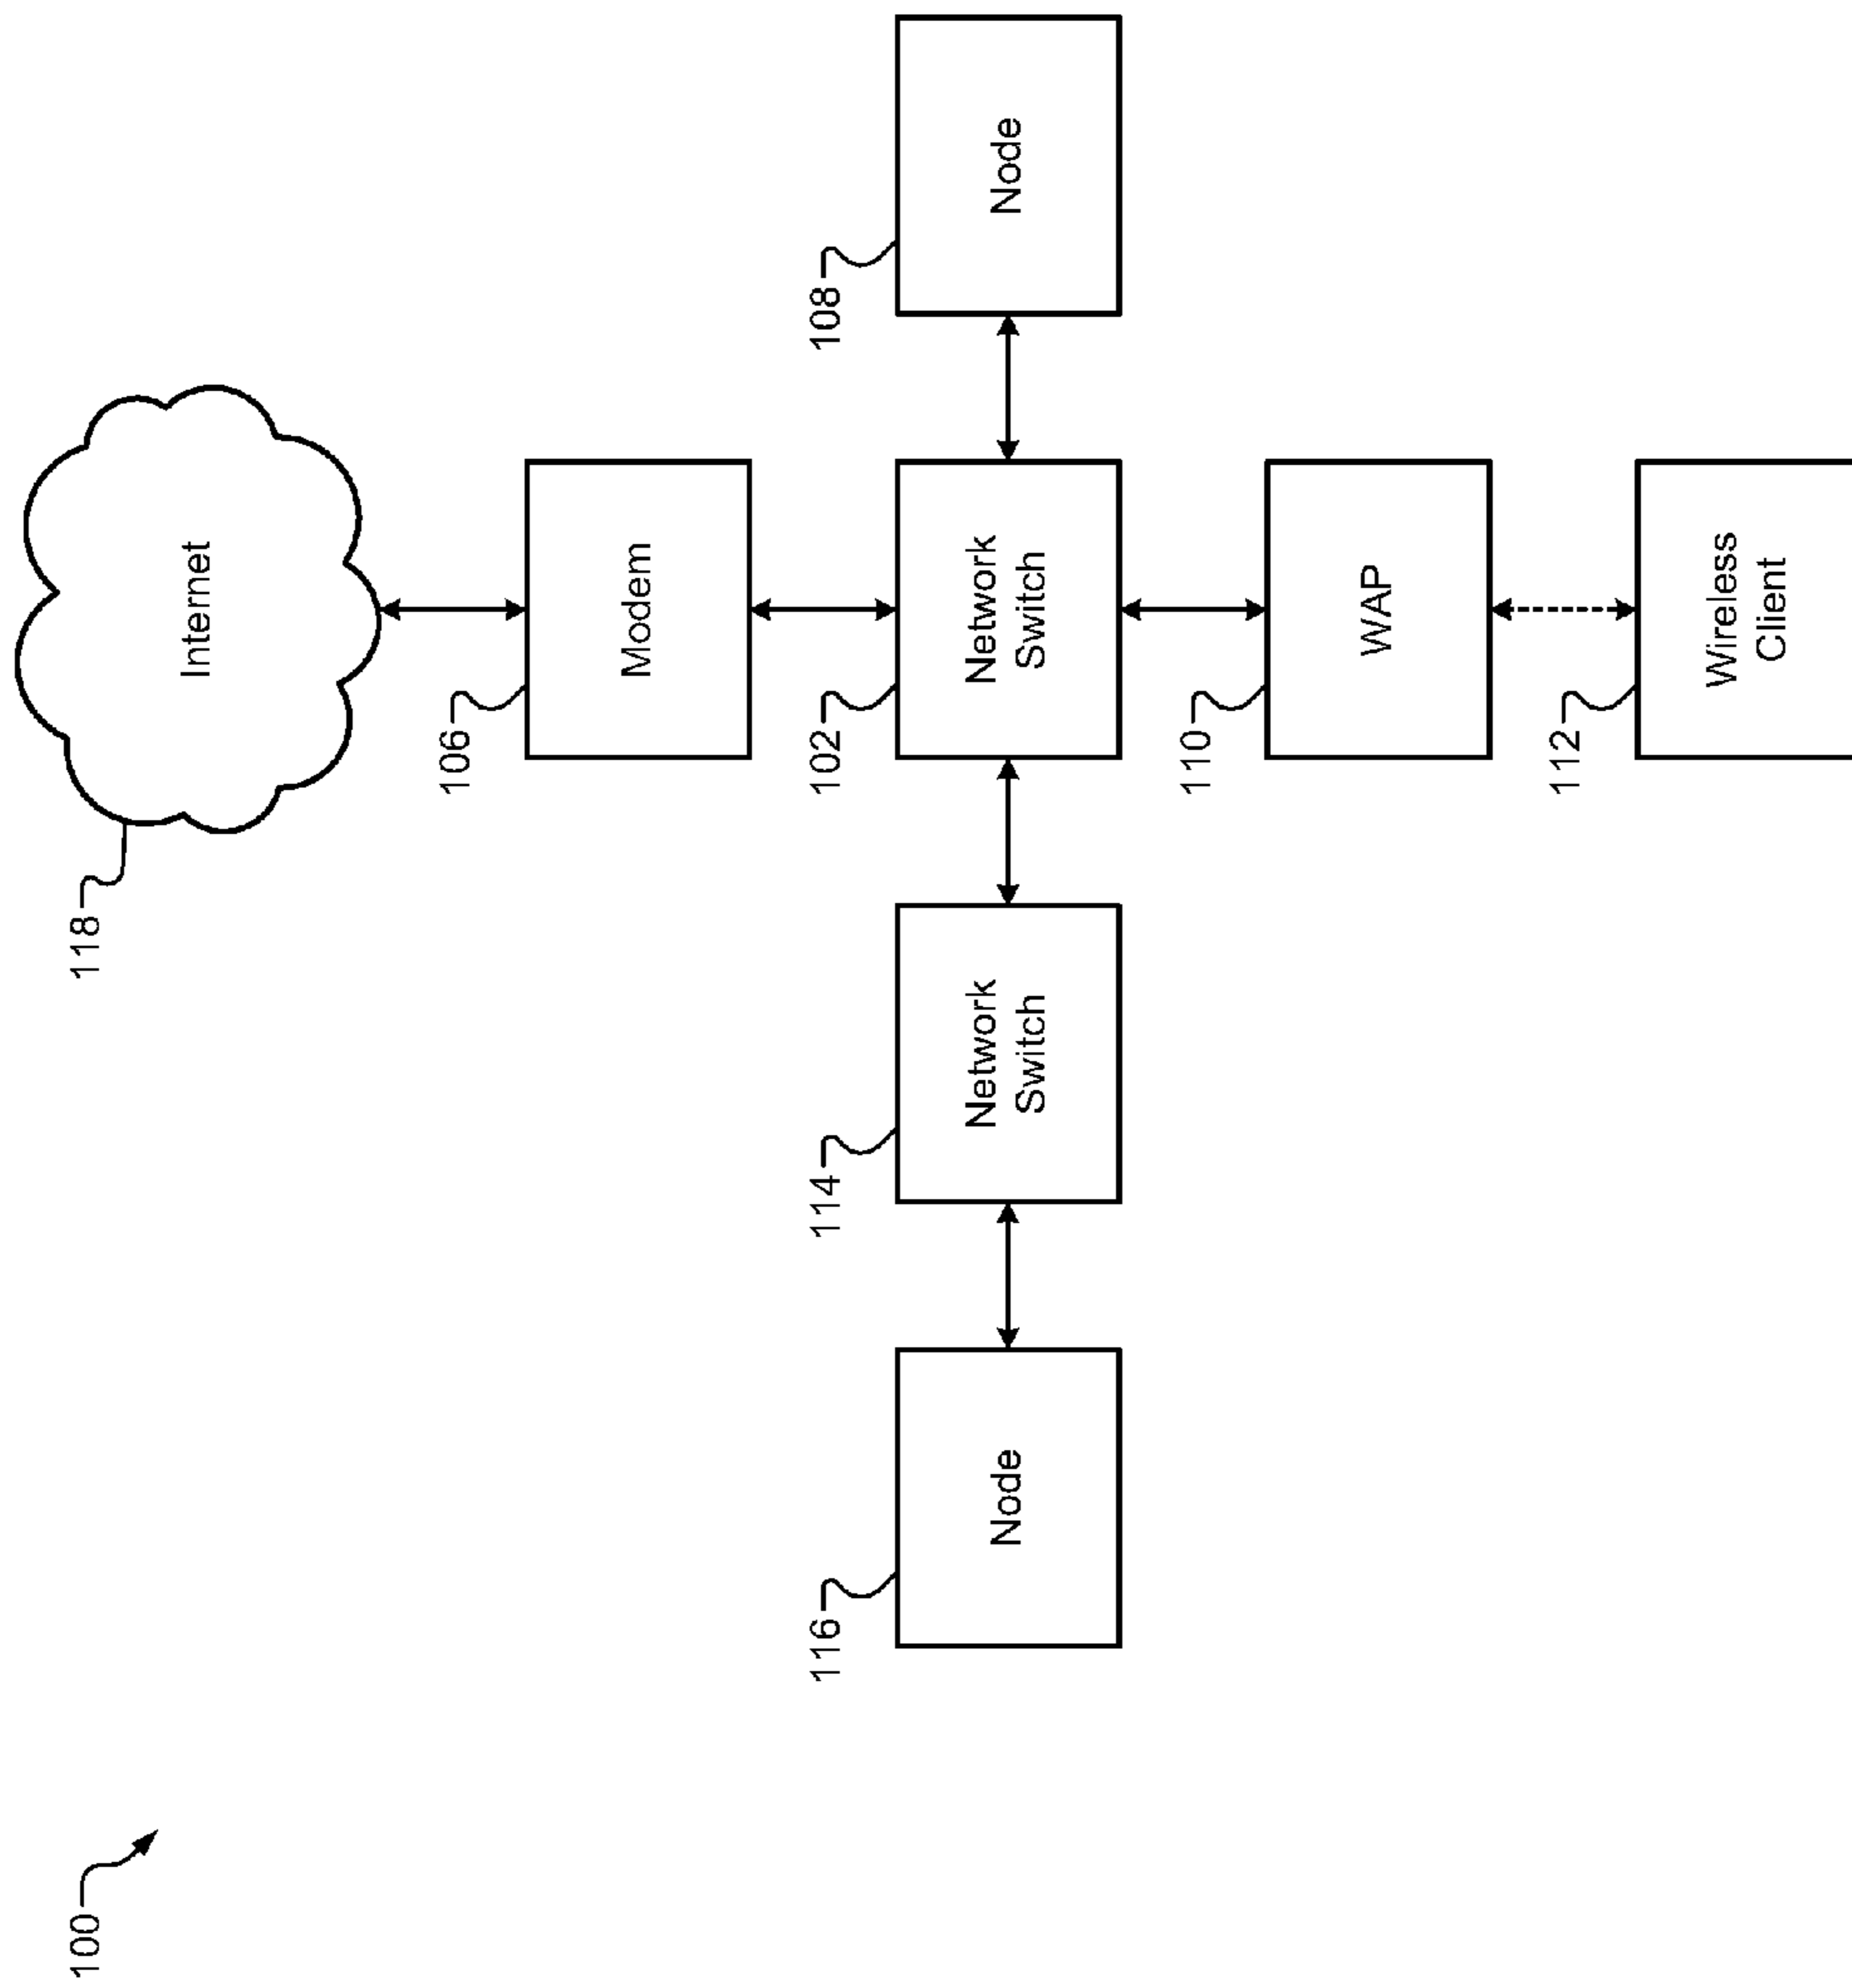 100
118
Internet
106
Modem
116
Node
114
Network
Switch
102
Network
Switch
108
Node
110
WAP
112
Wireless
Client